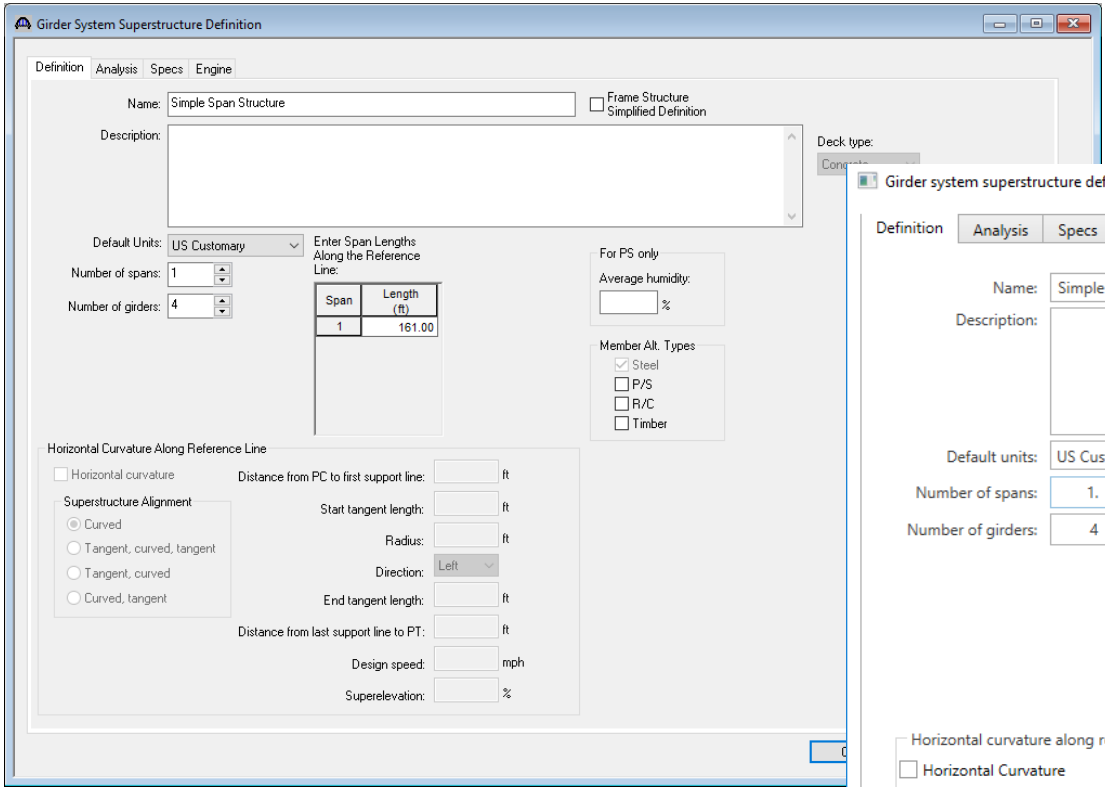 Girder System Superstructure Definition
Definition Analysis Specs Engine
Name: Simple Span Structure
Frame Structure
Simplified Definition
Description:
Deck type:
Default Units: US Customary
Number of spans: 1
Number of girders: 4
Enter Span Lengths
Along the Reference
Line:
Span Length
(ft)
1 161.00
For PS only
Average humidity:
%
Member Alt. Types
Steel
P/S
R/C
Timber
Horizontal Curvature Along Reference Line
Horizontal curvature
Superstructure Alignment
Curved
Tangent, curved, tangent
Tangent, curved
Curved, tangent
Distance from PC to first support line: ft
Start tangent length: ft
Radius: ft
Direction: Left
End tangent length: ft
Distance from last support line to PT: ft
Design speed: mph
Superelevation: %
Girder system superstructure def
Definition Analysis Specs
Name: Simple
Description:
Default units: US Cus
Number of spans: 1.
Number of girders: 4
Horizontal curvature along r
Horizontal Curvature